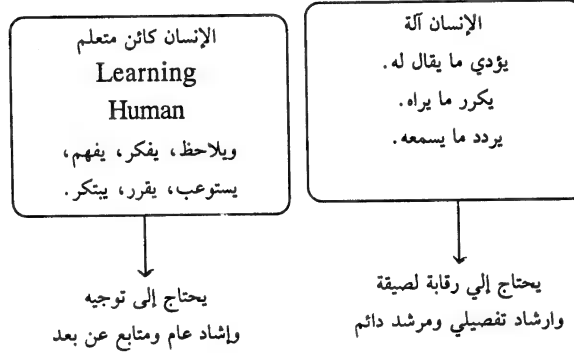 الإنسان آلة
يؤدي ما يقال له.
يكرر ما يراه.
يردد ما يسمعه.
يحتاج إلي رقابة لصيقة
وارشاد تفصيلي ومرشد دائم
الإنسان كائن متعلم
Learning
Human
ويلاحظ، يفكر، يفهم،
يستوعب، يقرر، يبتكر.
يحتاج إلى توجيه
وإشاد عام ومتابع عن بعد